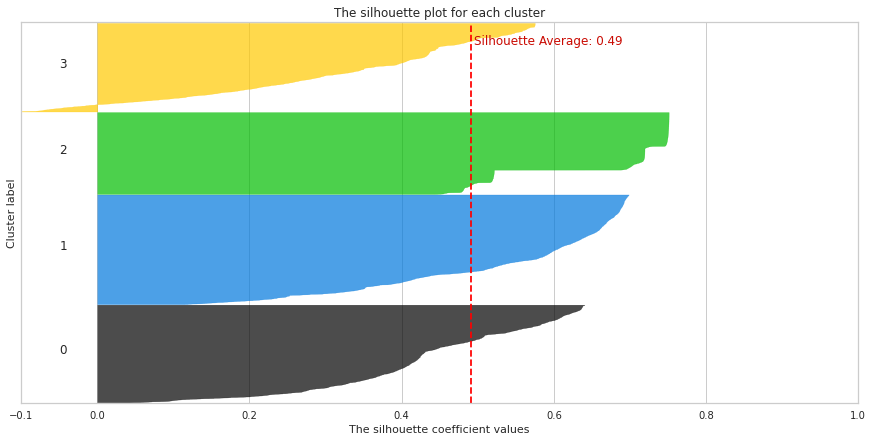 The silhouette plot for each cluster
Silhouette Average: 0.49
3
2
1
0
Cluster label
−0.1 0.0 0.2 0.4 0.6 0.8 1.0
The silhouette coefficient values